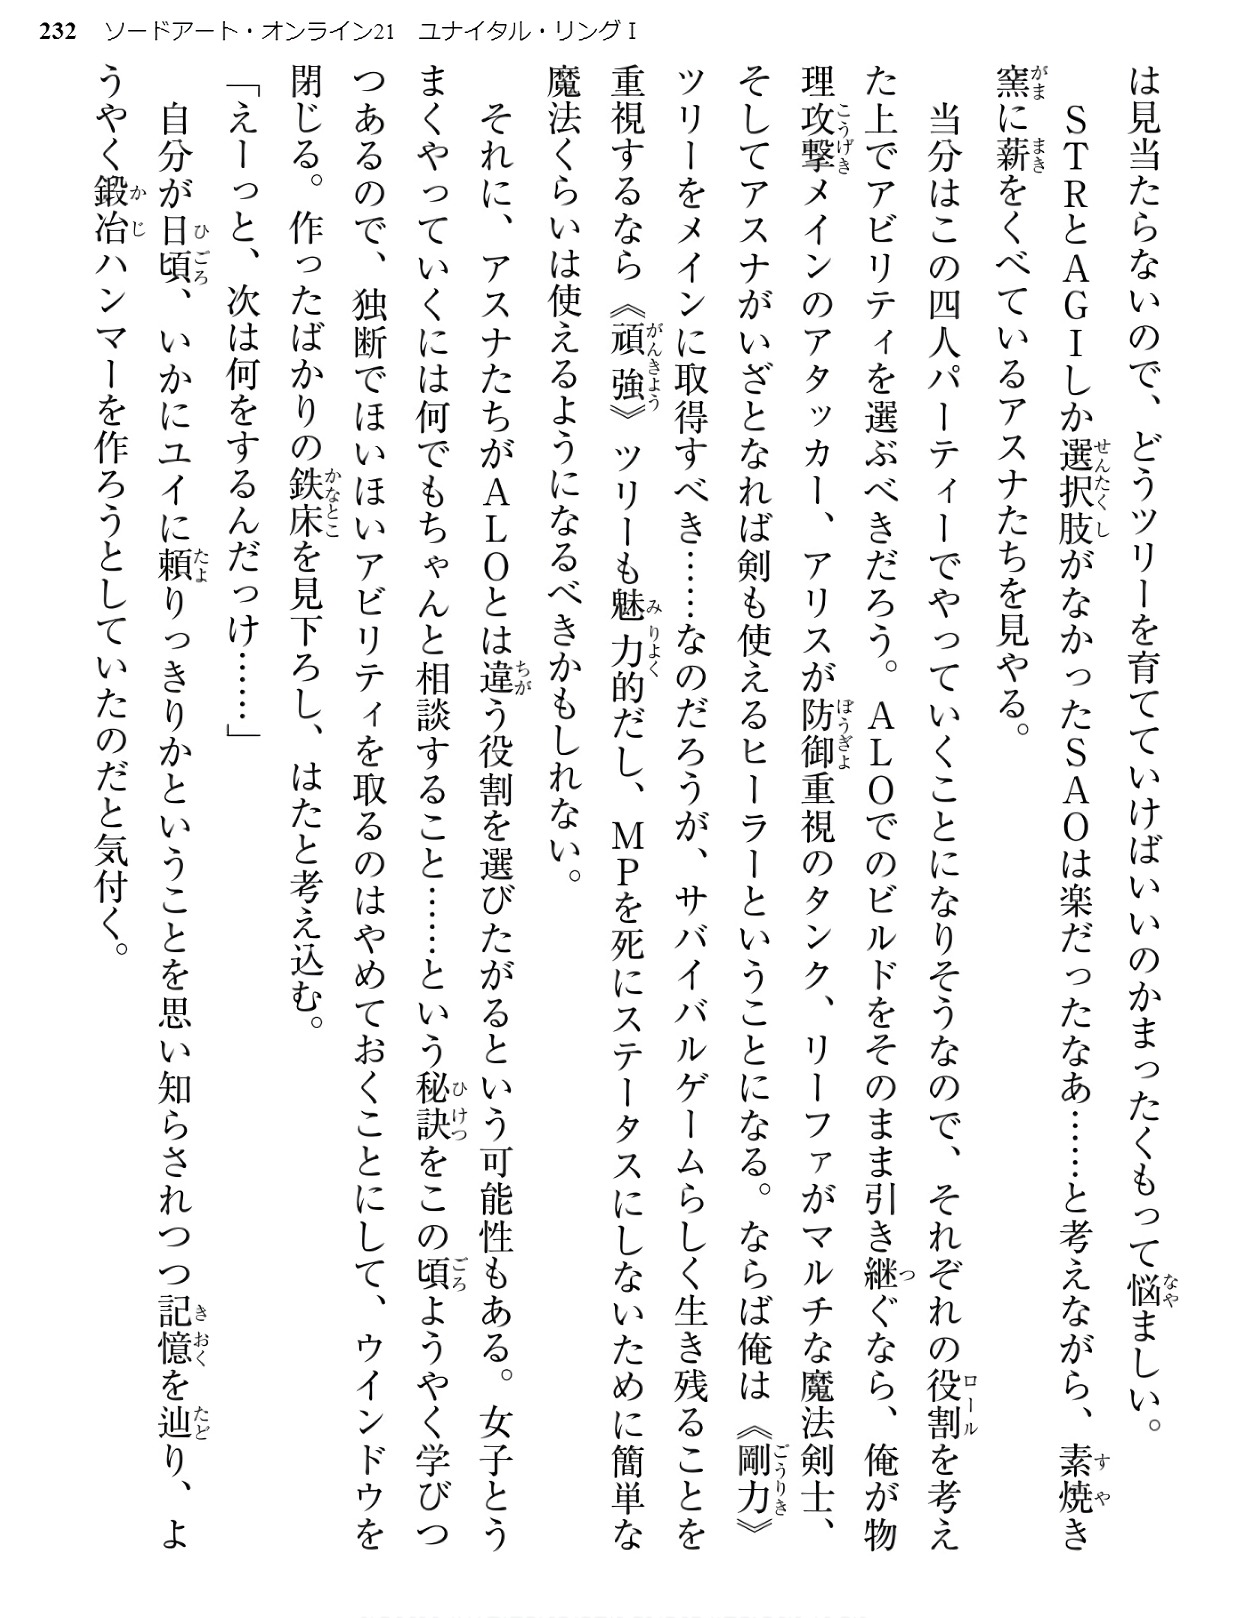 232 ソードアート・オンライン21 ユナイタル・リングⅠ
は見当たらないので、どうツリーを育てていけばいいのかまったくもって悩ましい。
　STRとAGIしか選択肢がなかったSAOは楽だったなあ……と考えながら、素焼き
窯に薪をくべているアスナたちを見やる。
　当分はこの四人パーティーでやっていくことになりそうなので、それぞれの役割を考え
た上でアビリティを選ぶべきだろう。ALOでのビルドをそのまま引き継ぐなら、俺が物
理攻撃メインのアタッカー、アリスが防御重視のタンク、リーファがマルチな魔法剣士、
そしてアスナがいざとなれば剣も使えるヒーラーということになる。ならば俺は《剛力》
ツリーをメインに取得すべき……なのだろうが、サバイバルゲームらしく生き残ることを
重視するなら《頑強》ツリーも魅力的だし、MPを死にステータスにしないために簡単な
魔法くらいは使えるようになるべきかもしれない。
　それに、アスナたちがALOとは違う役割を選びたがるという可能性もある。女子とう
まくやっていくには何でもちゃんと相談すること……という秘訣をこの頃ようやく学びつ
つあるので、独断でほいほいアビリティを取るのはやめておくことにして、ウインドウを
閉じる。作ったばかりの鉄床を見下ろし、はたと考え込む。
「えーっと、次は何をするんだっけ……」
　自分が日頃、いかにユイに頼りっきりかということを思い知らされつつ記憶を辿り、よ
うやく鍛冶ハンマーを作ろうとしていたのだと気付く。